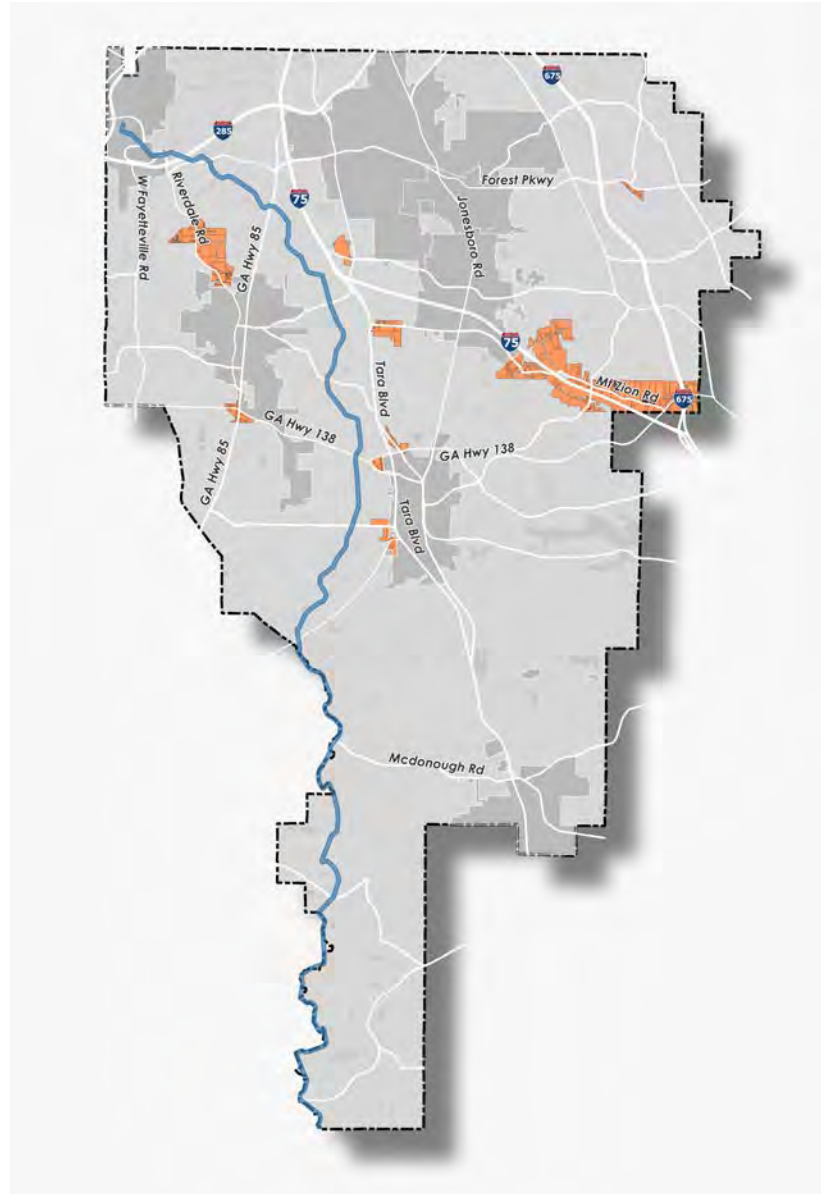 675
285
Forest Pkwy
W Fayetteville Rd
Riverdale Rd
75
Jonesboro Rd
GA Hwy 85
75
Tara Blvd
Mt Zion Rd
675
GA Hwy 138
GA Hwy 138
GA Hwy 85
Tara Blvd
Mcdonough Rd